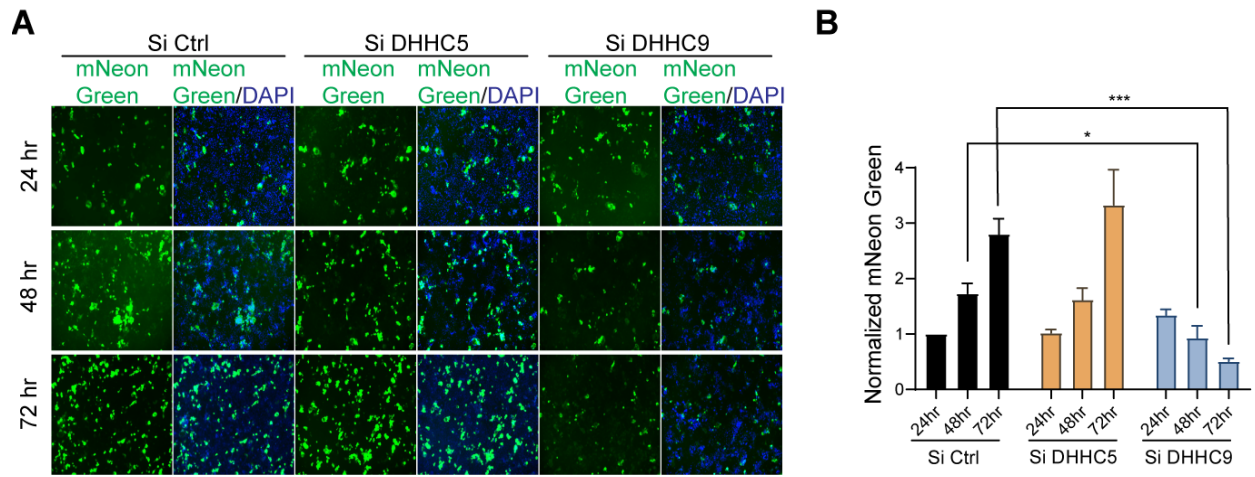 A
Si Ctrl Si DHHC5 Si DHHC9
mNeon mNeon mNeon mNeon mNeon mNeon
Green Green/DAPI Green Green/DAPI Green Green/DAPI
24 hr
48 hr
72 hr
B
***
*
Normalized mNeon Green
4
3
2
1
0
24hr 48hr 72hr 24hr 48hr 72hr 24hr 48hr 72hr
Si Ctrl Si DHHC5 Si DHHC9